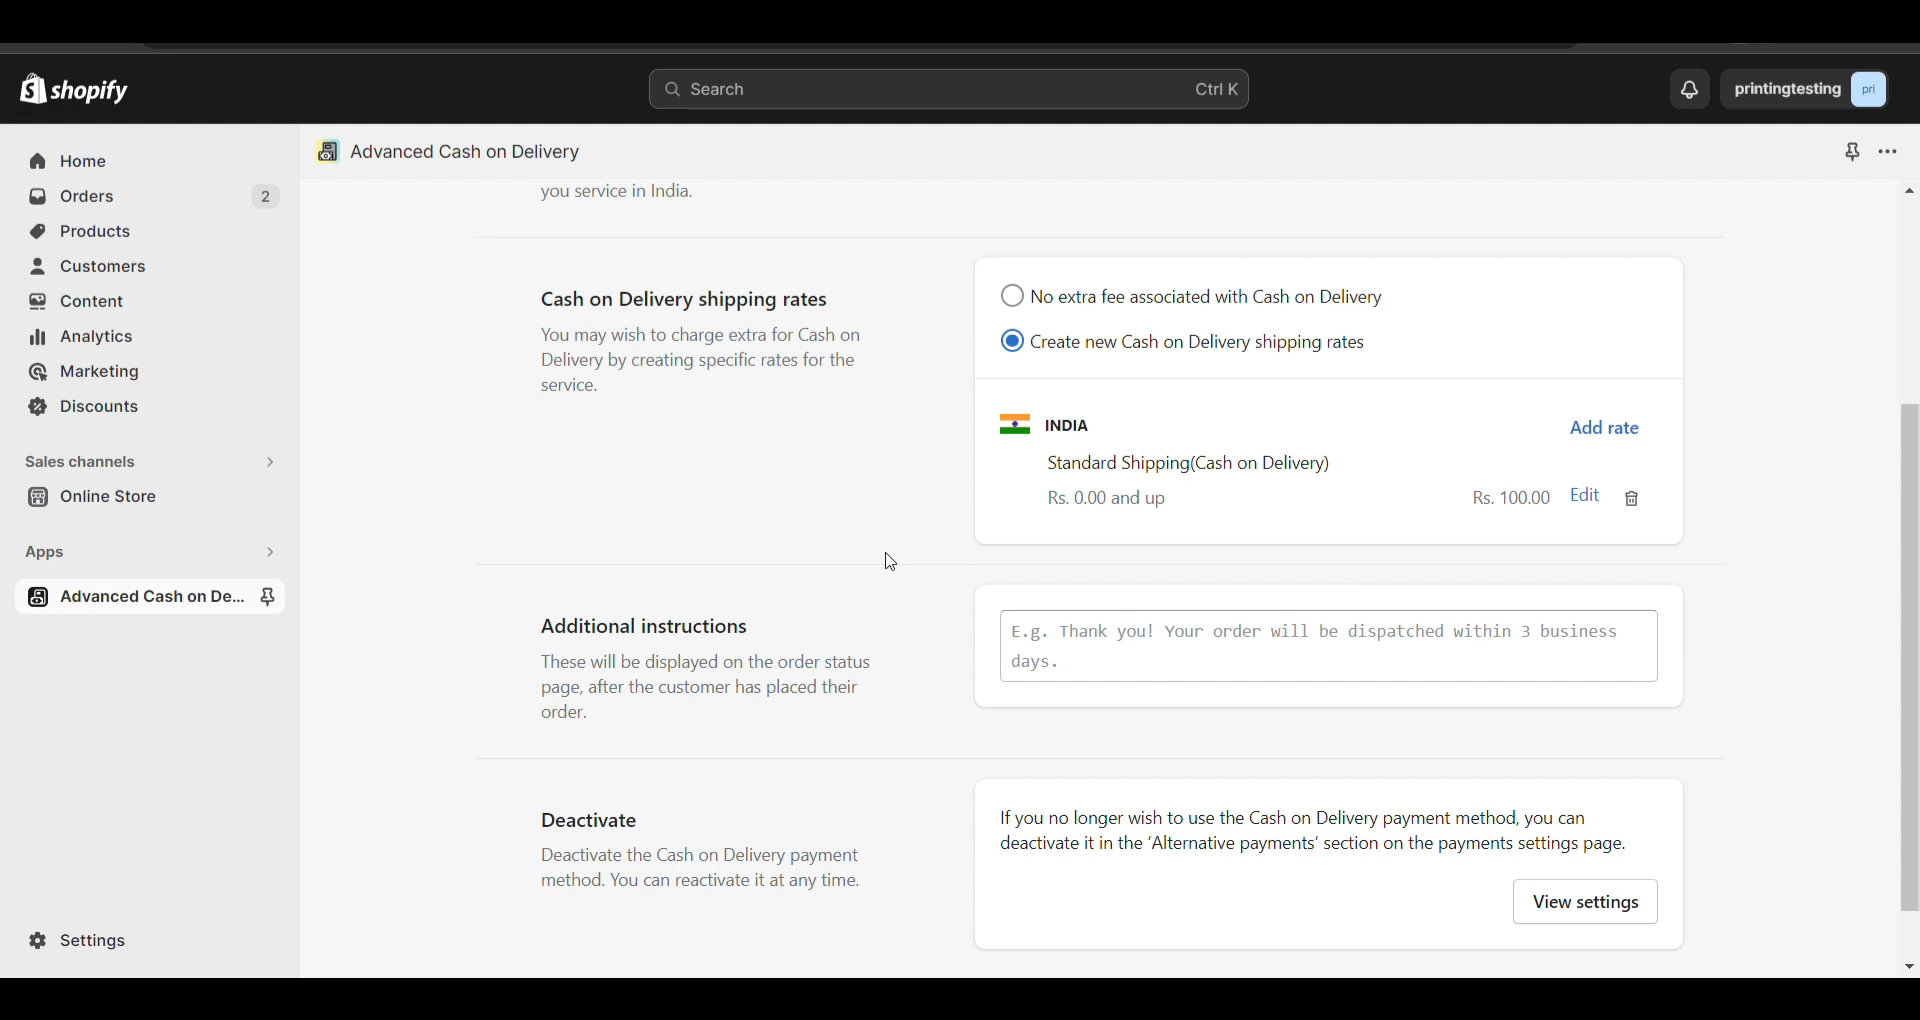 shopify
Search
Ctrl K
printingtesting
pri
Home
Orders
2
Products
Customers
Content
Analytics
Marketing
Discounts
Sales channels
Online Store
Apps
Advanced Cash on De...
Settings
Advanced Cash on Delivery
you service in India.
Cash on Delivery shipping rates
You may wish to charge extra for Cash on
Delivery by creating specific rates for the
service.
No extra fee associated with Cash on Delivery
Create new Cash on Delivery shipping rates
INDIA
Add rate
Standard Shipping(Cash on Delivery)
Rs. 0.00 and up
Rs. 100.00
Edit
Additional instructions
These will be displayed on the order status
page, after the customer has placed their
order.
E.g. Thank you! Your order will be dispatched within 3 business
days.
Deactivate
Deactivate the Cash on Delivery payment
method. You can reactivate it at any time.
If you no longer wish to use the Cash on Delivery payment method, you can
deactivate it in the 'Alternative payments' section on the payments settings page.
View settings